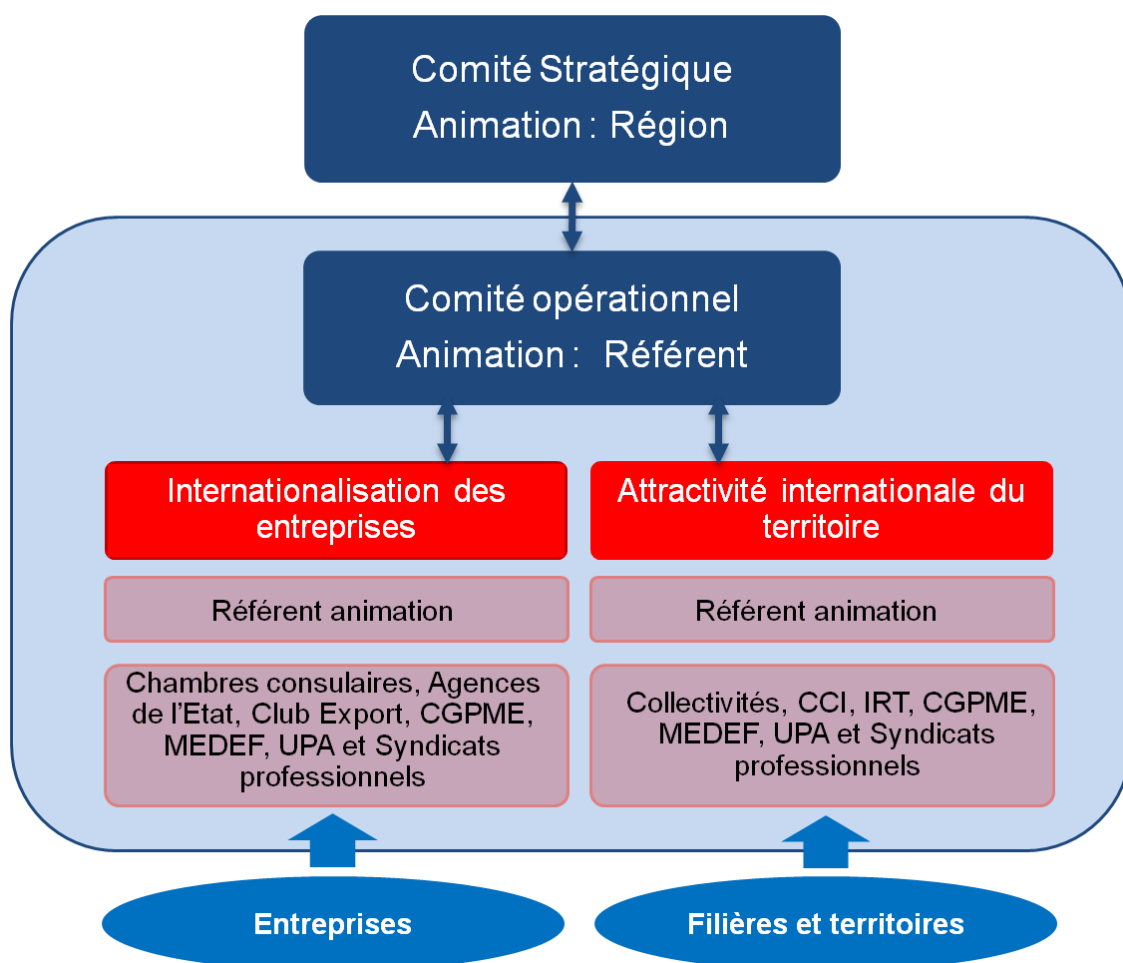 Comité Stratégique
Animation : Région
Comité opérationnel
Animation : Référent
Internationalisation des
entreprises
Référent animation
Chambres consulaires, Agences
de l'Etat, Club Export, CGPME,
MEDEF, UPA et Syndicats
professionnels
Attractivité internationale du
territoire
Référent animation
Collectivités, CCI, IRT, CGPME,
MEDEF, UPA et Syndicats
professionnels
Entreprises
Filières et territoires